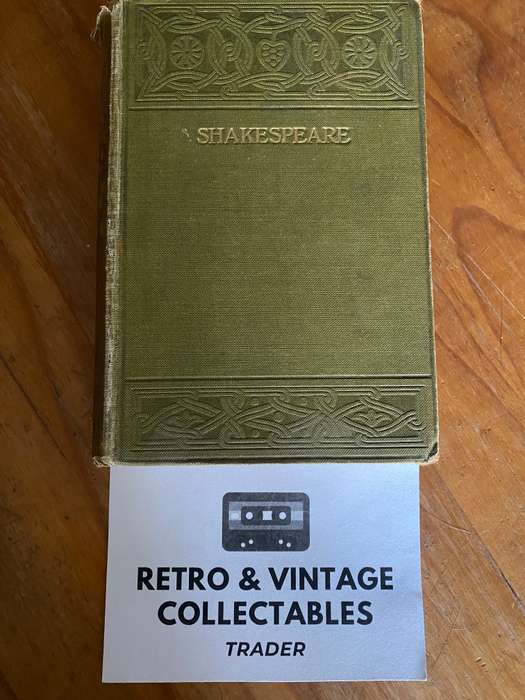 SHAKESPEARE
RETRO & VINTAGE
COLLECTABLES
TRADER